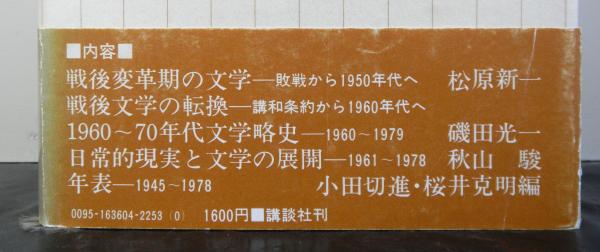 ■内容■
戦後変革期の文学―敗戦から1950年代へ 松原新一
戦後文学の転換―講和条約から1960年代へ
1960～70年代文学略史―1960～1979 磯田光一
日常的現実と文学の展開―1961～1978 秋山 駿
年表―1945～1978 小田切進・桜井克明編
0095-163604-2253 (0) 1600円■講談社刊